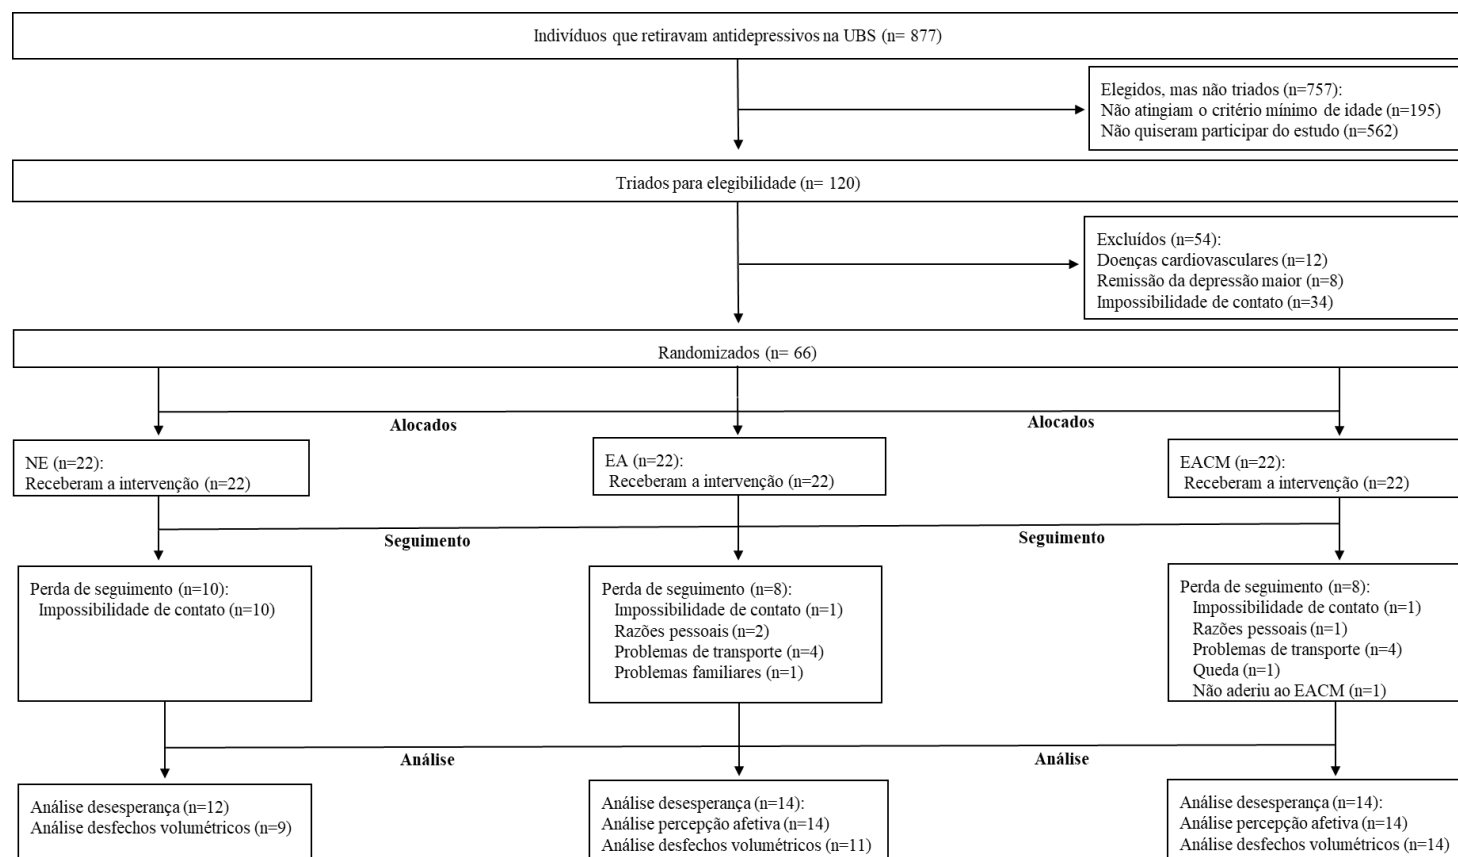 Indivíduos que retiravam antidepressivos na UBS (n= 877)
Elegidos, mas não triados (n=757):
Não atingiam o critério mínimo de idade (n=195)
Não quiseram participar do estudo (n=562)
Triados para elegibilidade (n= 120)
Excluídos (n=54):
Doenças cardiovasculares (n=12)
Remissão da depressão maior (n=8)
Impossibilidade de contato (n=34)
Randomizados (n= 66)
Alocados
Alocados
NE (n=22):
Receberam a intervenção (n=22)
EA (n=22):
Receberam a intervenção (n=22)
EACM (n=22):
Receberam a intervenção (n=22)
Seguimento
Seguimento
Perda de seguimento (n=10):
Impossibilidade de contato (n=10)
Perda de seguimento (n=8):
Impossibilidade de contato (n=1)
Razões pessoais (n=2)
Problemas de transporte (n=4)
Problemas familiares (n=1)
Perda de seguimento (n=8):
Impossibilidade de contato (n=1)
Razões pessoais (n=1)
Problemas de transporte (n=4)
Queda (n=1)
Não aderiu ao EACM (n=1)
Análise
Análise
Análise desesperança (n=12)
Análise desfechos volumétricos (n=9)
Análise desesperança (n=14):
Análise percepção afetiva (n=14)
Análise desfechos volumétricos (n=11)
Análise desesperança (n=14):
Análise percepção afetiva (n=14)
Análise desfechos volumétricos (n=14)